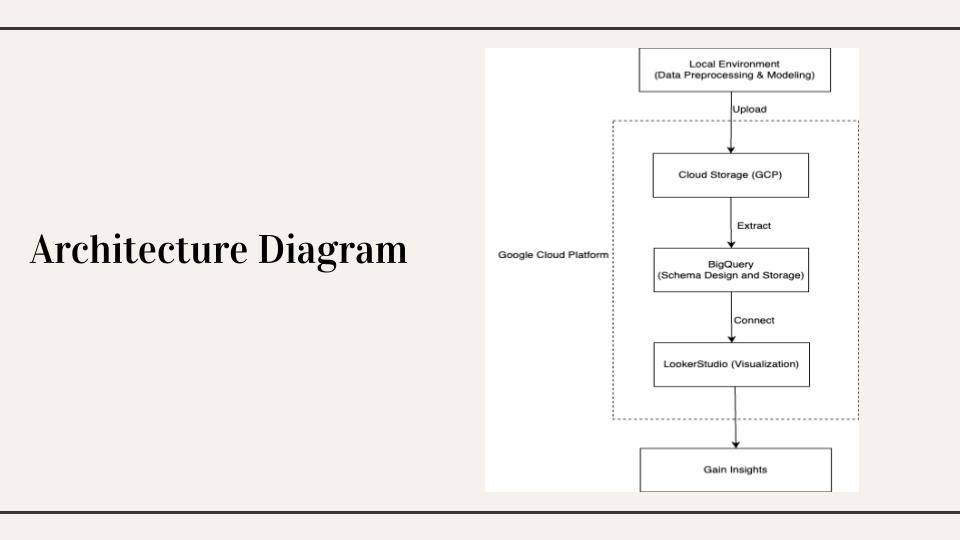 Architecture Diagram
Local Environment
(Data Preprocessing & Modeling)
Upload
Cloud Storage (GCP)
Extract
Google Cloud Platform
BigQuery
(Schema Design and Storage)
Connect
LookerStudio (Visualization)
Gain Insights